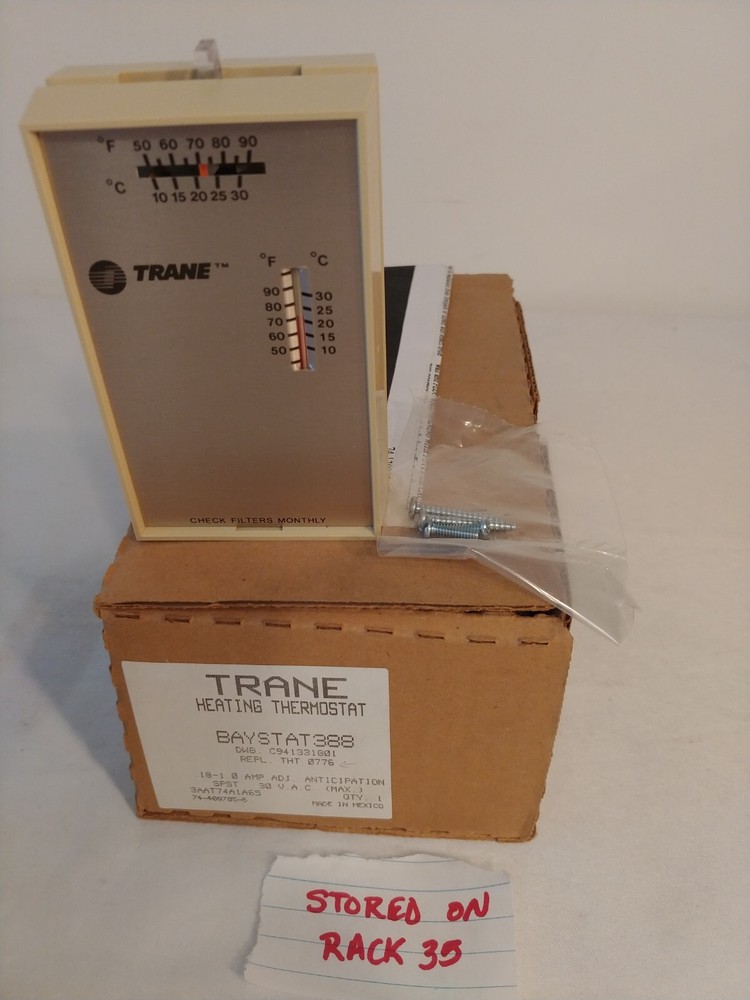 °F 50 60 70 80 90
°C 10 15 20 25 30
TRANE™
°F °C
90 30
80 25
70 20
60 15
50 10
CHECK FILTERS MONTHLY
TRANE
HEATING THERMOSTAT
BAYSTAT388
DWG. C941331G01
REPL. THT 0776
.18-1.0 AMP.ADJ. ANTICIPATION
SPST 30 V.A.C (MAX.)
3AAT74A1A65 QTY. 1
MADE IN MEXICO
STORED ON
RACK 35